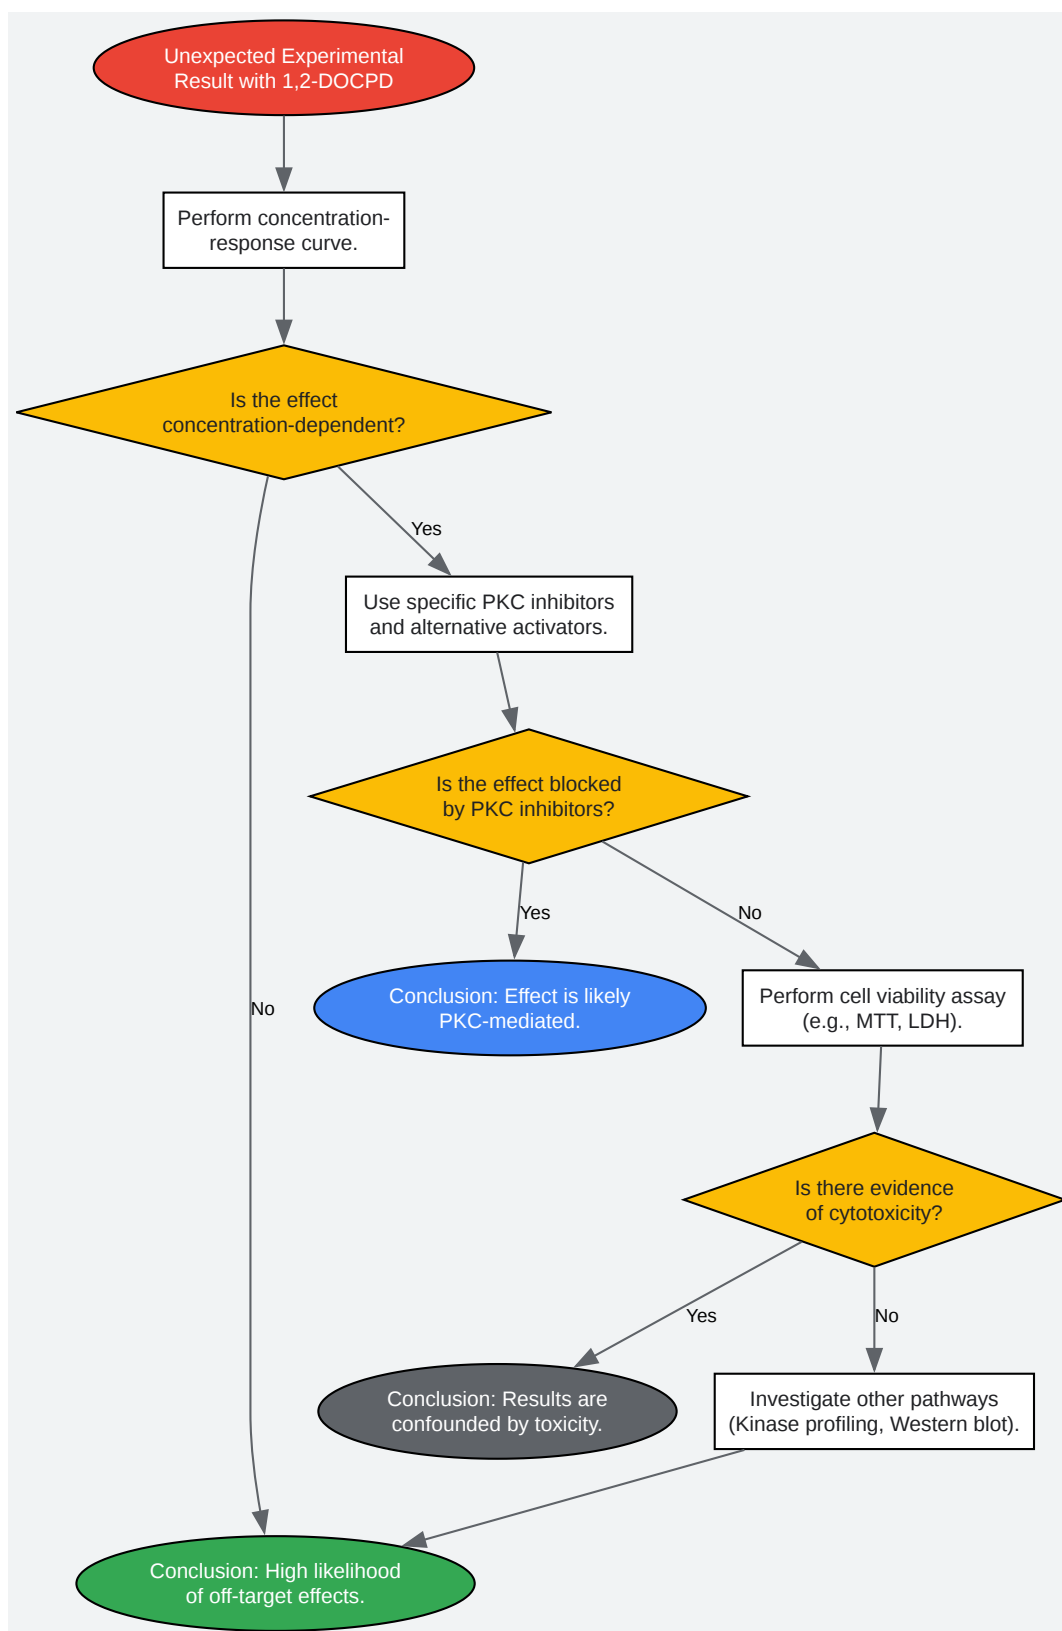 Unexpected Experimental
Result with 1,2-DOCPD
Perform concentration-
response curve.
Is the effect
concentration-dependent?
Yes
Use specific PKC inhibitors
and alternative activators.
Is the effect blocked
by PKC inhibitors?
Yes
No
Conclusion: Effect is likely
PKC-mediated.
Perform cell viability assay
(e.g., MTT, LDH).
No
Is there evidence
of cytotoxicity?
Yes
No
Conclusion: Results are
confounded by toxicity.
Investigate other pathways
(Kinase profiling, Western blot).
Conclusion: High likelihood
of off-target effects.